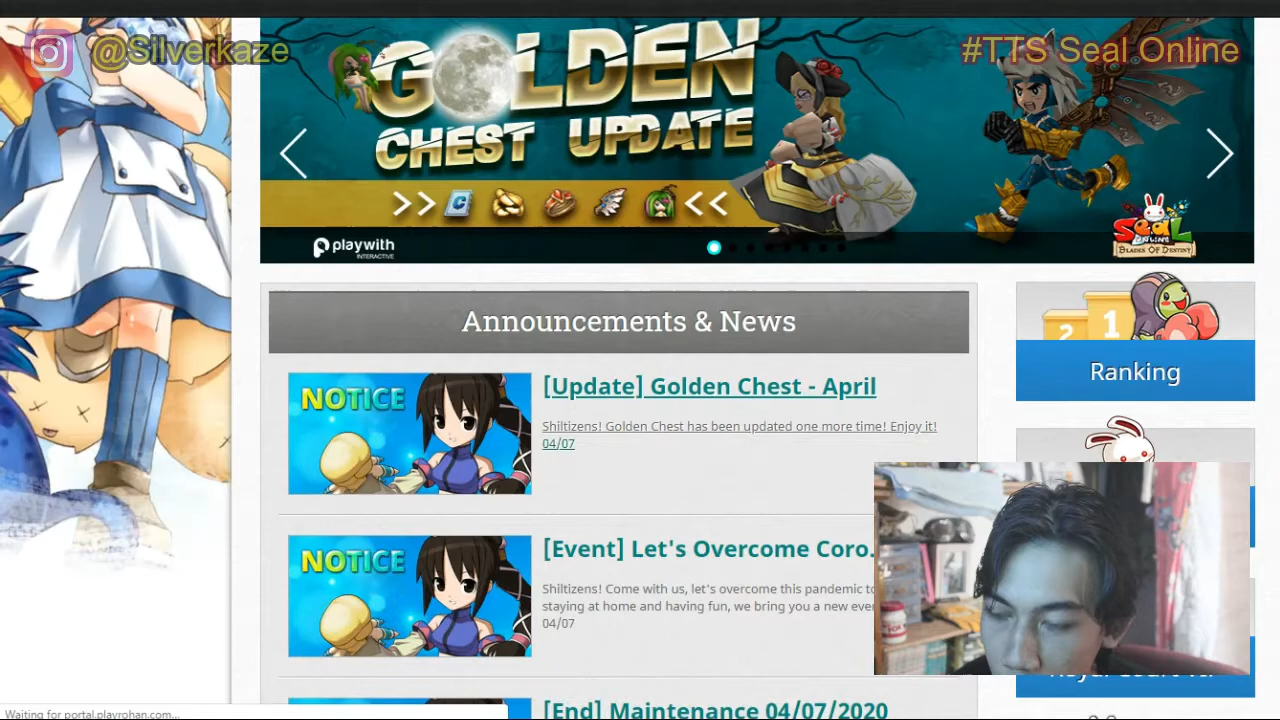 @Silverkaze
#TTS Seal Online
GOLDEN
CHEST UPDATE
playwith
INTERACTIVE
SEAL
ONLINE
BLADES OF DESTINY
Announcements & News
NOTICE
[Update] Golden Chest - April
Shiltizens! Golden Chest has been updated one more time! Enjoy it!
04/07
2
1
Ranking
NOTICE
[Event] Let's Overcome Coro.
Shiltizens! Come with us, let's overcome this pandemic to
staying at home and having fun, we bring you a new
04/07
[End] Maintenance 04/07/2020
Waiting for portal.playrohan.com...